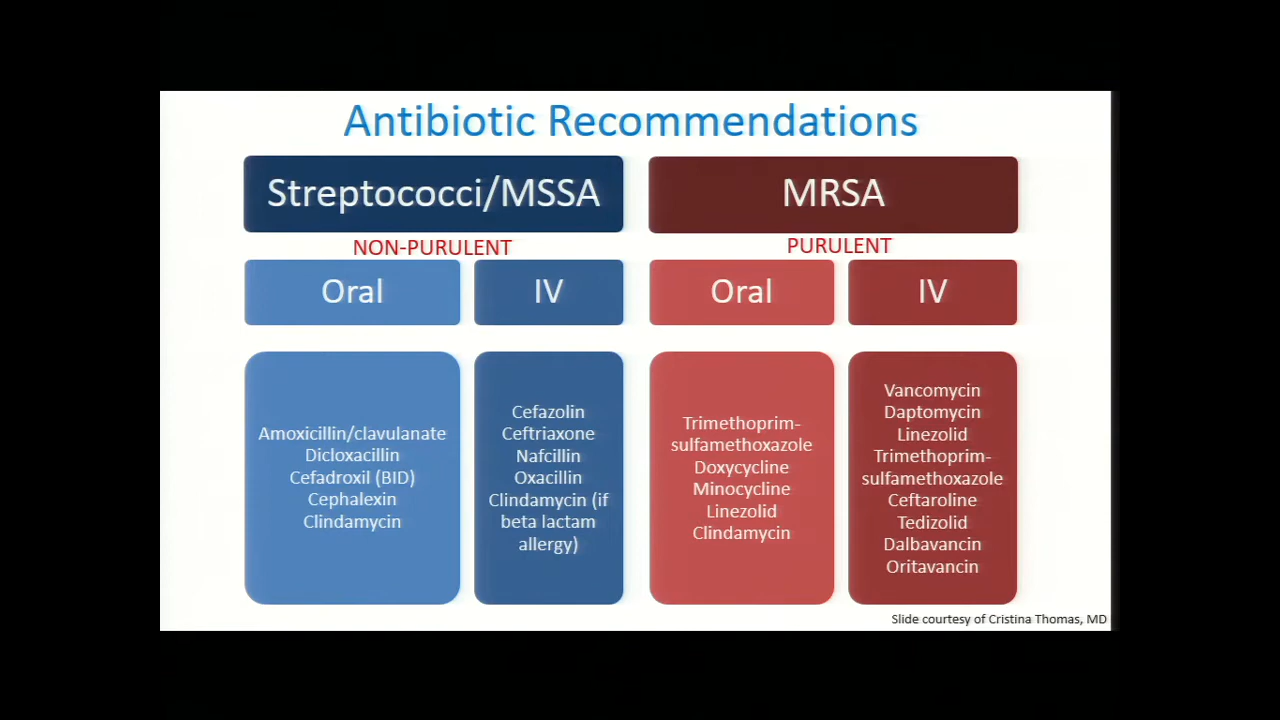 Antibiotic Recommendations
Streptococci/MSSA
NON-PURULENT
Oral
Amoxicillin/clavulanate
Dicloxacillin
Cefadroxil (BID)
Cephalexin
Clindamycin
IV
Cefazolin
Ceftriaxone
Nafcillin
Oxacillin
Clindamycin (if
beta lactam
allergy)
MRSA
PURULENT
Oral
Trimethoprim-
sulfamethoxazole
Doxycycline
Minocycline
Linezolid
Clindamycin
IV
Vancomycin
Daptomycin
Linezolid
Trimethoprim-
sulfamethoxazole
Ceftaroline
Tedizolid
Dalbavancin
Oritavancin
Slide courtesy of Cristina Thomas, MD